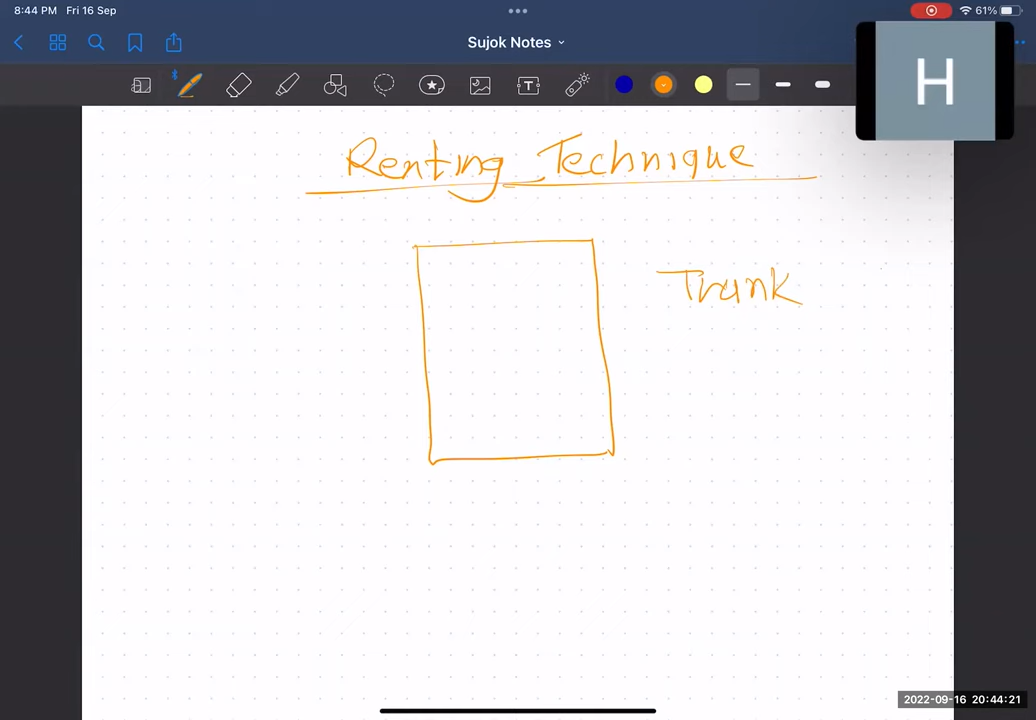 8:44 PM Fri 16 Sep
61%
Sujok Notes
T
H
Renting Technique
Trunk
2022-09-16 20:44:21